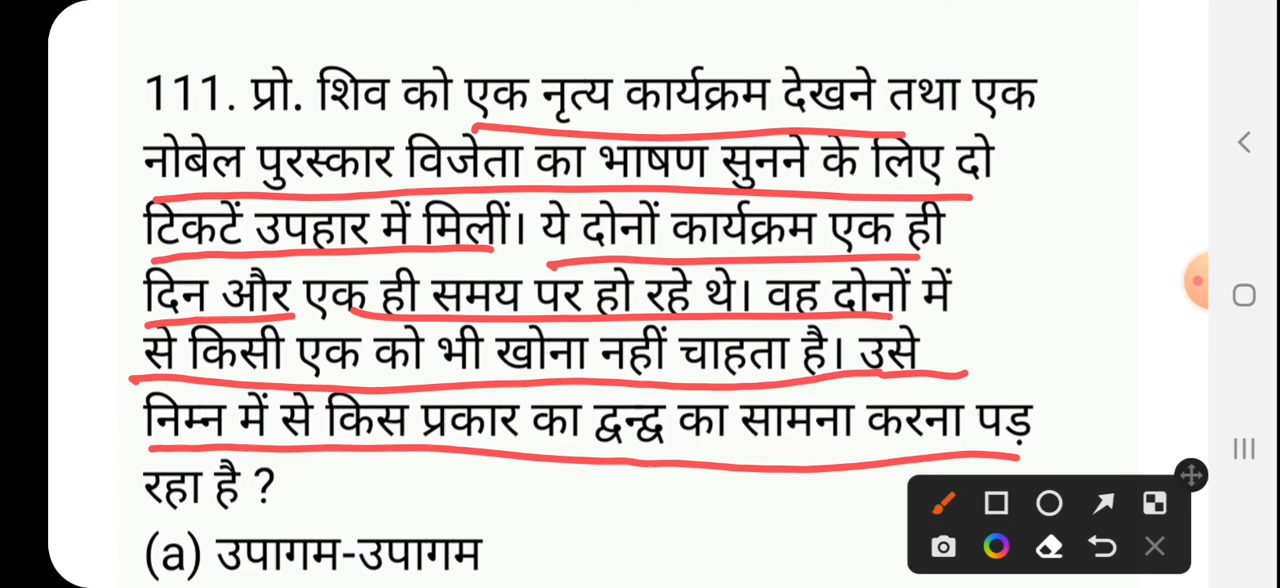 111. प्रो. शिव को एक नृत्य कार्यक्रम देखने तथा एक
नोबेल पुरस्कार विजेता का भाषण सुनने के लिए दो
टिकटें उपहार में मिलीं। ये दोनों कार्यक्रम एक ही
दिन और एक ही समय पर हो रहे थे। वह दोनों में
से किसी एक को भी खोना नहीं चाहता है। उसे
निम्न में से किस प्रकार का द्वन्द्व का सामना करना पड़
रहा है ?
(a) उपागम-उपागम